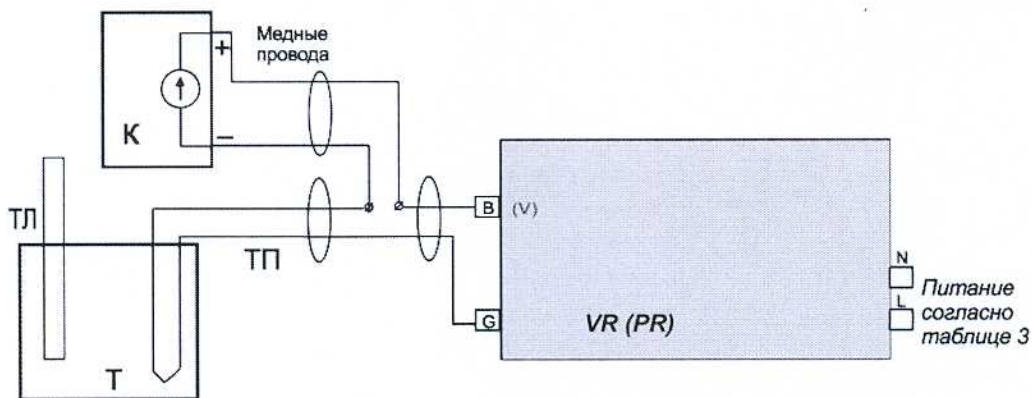 Медные
провода
+
–
К
ТЛ
ТП
Т
B
(V)
G
VR (PR)
N
L
Питание
согласно
таблице 3